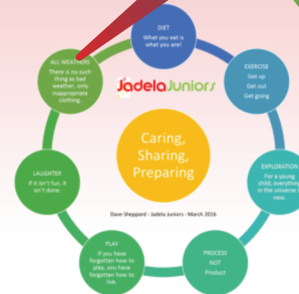 DIET
What you eat is
what you are!
EXERCISE
Get up
Get out
Get going
EXPLORATION
For a young
child, everything
in the universe is
new.
PROCESS
NOT
Product
PLAY
If you have
forgotten how to
play, you have
forgotten how to
live.
LAUGHTER
If it isn't fun, it
isn't done.
ALL WEATHERS
There is no such
thing as bad
weather, only
inappropriate
clothing.
JadelaJuniors
Caring,
Sharing,
Preparing
Dave Sheppard - Jadela Juniors - March 2016